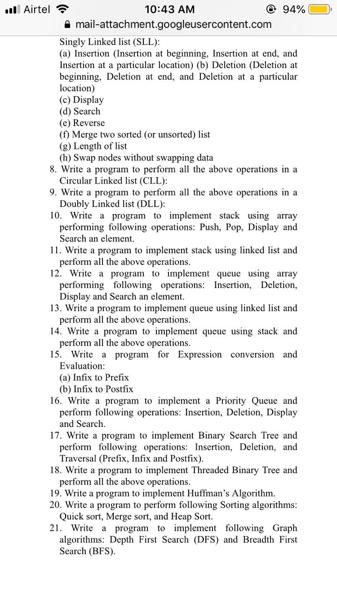 Airtel 10:43 AM 94%
mail-attachment.googleusercontent.com
Singly Linked list (SLL):
(a) Insertion (Insertion at beginning, Insertion at end, and
Insertion at a particular location) (b) Deletion (Deletion at
beginning, Deletion at end, and Deletion at a particular
location)
(c) Display
(d) Search
(e) Reverse
(f) Merge two sorted (or unsorted) list
(g) Length of list
(h) Swap nodes without swapping data
8. Write a program to perform all the above operations in a
Circular Linked list (CLL):
9. Write a program to perform all the above operations in a
Doubly Linked list (DLL):
10. Write a program to implement stack using array
performing following operations: Push, Pop, Display and
Search an element.
11. Write a program to implement stack using linked list and
perform all the above operations.
12. Write a program to implement queue using array
performing following operations: Insertion, Deletion,
Display and Search an element.
13. Write a program to implement queue using linked list and
perform all the above operations.
14. Write a program to implement queue using stack and
perform all the above operations.
15. Write a program for Expression conversion and
Evaluation:
(a) Infix to Prefix
(b) Infix to Postfix
16. Write a program to implement a Priority Queue and
perform following operations: Insertion, Deletion, Display
and Search.
17. Write a program to implement Binary Search Tree and
perform following operations: Insertion, Deletion, and
Traversal (Prefix, Infix and Postfix).
18. Write a program to implement Threaded Binary Tree and
perform all the above operations.
19. Write a program to implement Huffman's Algorithm.
20. Write a program to perform following Sorting algorithms:
Quick sort, Merge sort, and Heap Sort.
21. Write a program to implement following Graph
algorithms: Depth First Search (DFS) and Breadth First
Search (BFS).